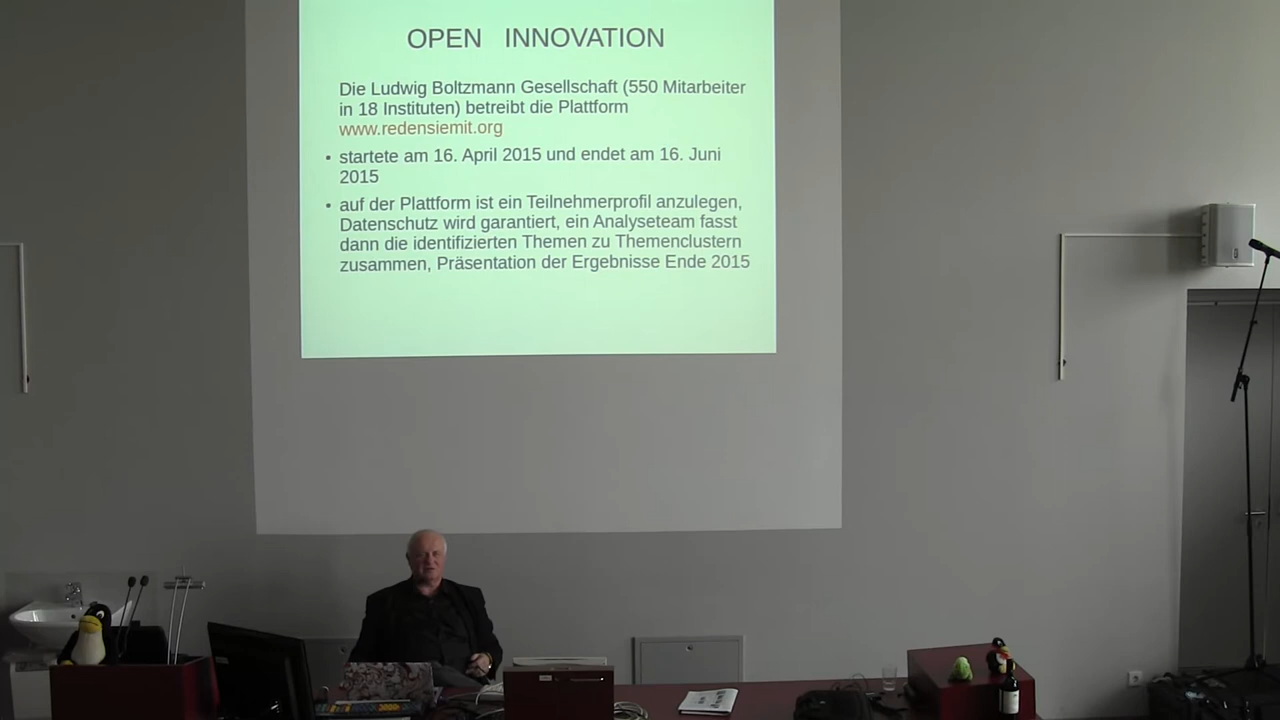 OPEN INNOVATION
Die Ludwig Boltzmann Gesellschaft (550 Mitarbeiter
in 18 Instituten) betreibt die Plattform
www.redensiemit.org
• startete am 16. April 2015 und endet am 16. Juni
2015
• auf der Plattform ist ein Teilnehmerprofil anzulegen,
Datenschutz wird garantiert, ein Analyseteam fasst
dann die identifizierten Themen zu Themenclustern
zusammen, Präsentation der Ergebnisse Ende 2015